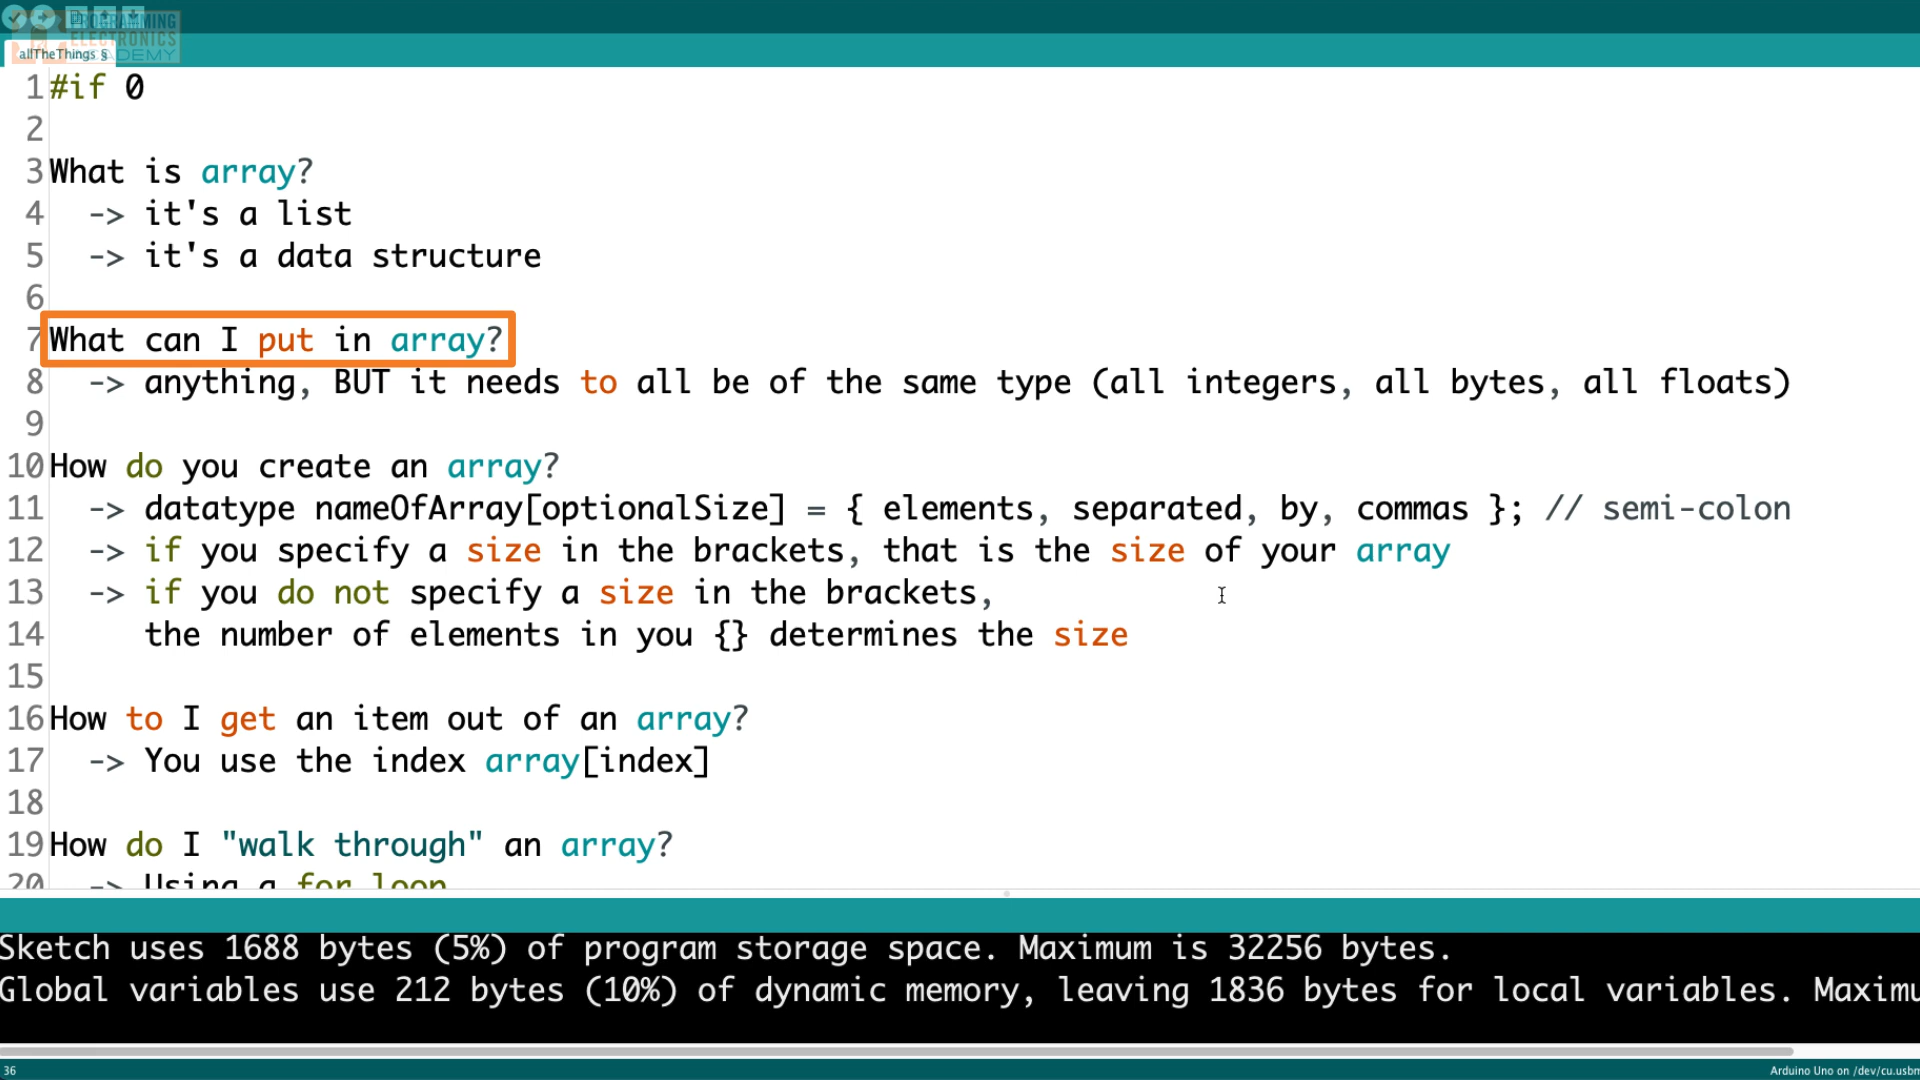 PROGRAMMING
ELECTRONICS
ACADEMY
allTheThings §
1 #if 0
2
3 What is array?
4 -> it's a list
5 -> it's a data structure
6
7 What can I put in array?
8 -> anything, BUT it needs to all be of the same type (all integers, all bytes, all floats)
9
10 How do you create an array?
11 -> datatype nameOfArray[optionalSize] = { elements, separated, by, commas }; // semi-colon
12 -> if you specify a size in the brackets, that is the size of your array
13 -> if you do not specify a size in the brackets,
14 the number of elements in you {} determines the size
15
16 How to I get an item out of an array?
17 -> You use the index array[index]
18
19 How do I "walk through" an array?
20 -> Using a for loop
Sketch uses 1688 bytes (5%) of program storage space. Maximum is 32256 bytes.
Global variables use 212 bytes (10%) of dynamic memory, leaving 1836 bytes for local variables. Maximu
36
Arduino Uno on /dev/cu.usbm